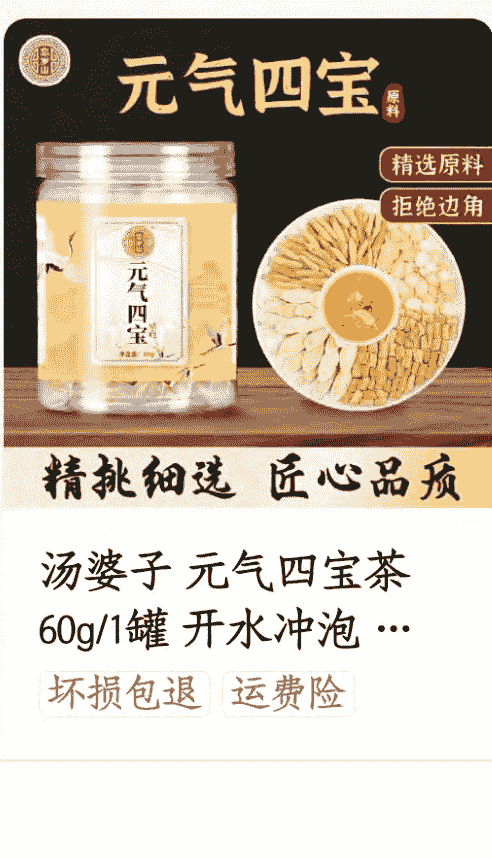 元气四宝
原料
精选原料
拒绝边角
元气四宝
精挑细选 匠心品质
汤婆子 元气四宝茶
60g/1罐 开水冲泡 …
坏损包退 运费险